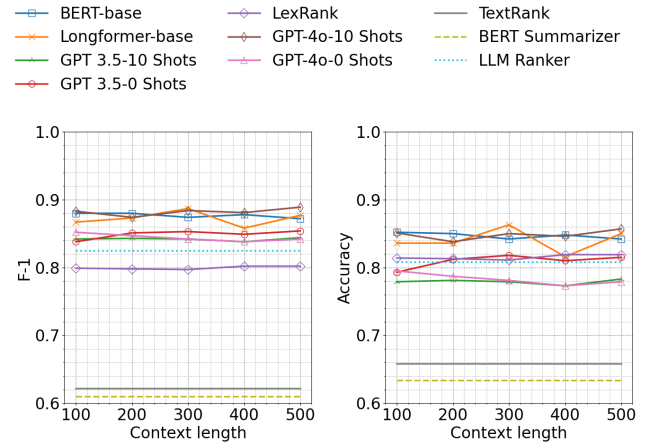 BERT-base
Longformer-base
GPT 3.5-10 Shots
GPT 3.5-0 Shots
LexRank
GPT-4o-10 Shots
GPT-4o-0 Shots
TextRank
BERT Summarizer
LLM Ranker
F-1
1.0
0.9
0.8
0.7
0.6
100 200 300 400 500
Context length
Accuracy
1.0
0.9
0.8
0.7
0.6
100 200 300 400 500
Context length